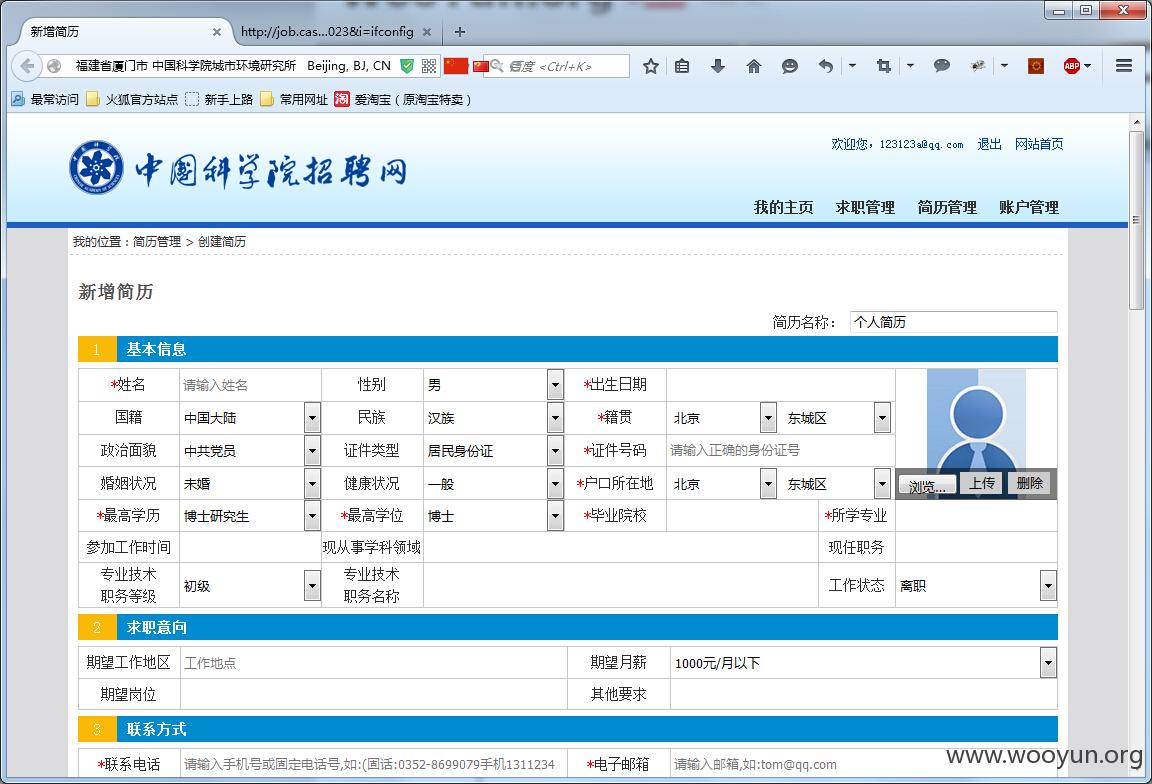 WooYun.org
新增简历
http://job.cas...023&i=ifconfig
福建省厦门市 中国科学院城市环境研究所 Beijing, BJ, CN
百度 <Ctrl+K>
ABP
最常访问 火狐官方站点 新手上路 常用网址 淘 爱淘宝（原淘宝特卖）
欢迎您，123123a@qq.com 退出 网站首页
中国科学院招聘网
我的主页 求职管理 简历管理 账户管理
我的位置：简历管理 > 创建简历
新增简历
简历名称： 个人简历
1 基本信息
*姓名 请输入姓名 性别 男 *出生日期
国籍 中国大陆 民族 汉族 *籍贯 北京 东城区
政治面貌 中共党员 证件类型 居民身份证 *证件号码 请输入正确的身份证号
婚姻状况 未婚 健康状况 一般 *户口所在地 北京 东城区 浏览... 上传 删除
*最高学历 博士研究生 *最高学位 博士 *毕业院校 *所学专业
参加工作时间 现从事学科领域 现任职务
专业技术
职务等级 初级 专业技术
职务名称 工作状态 离职
2 求职意向
期望工作地区 工作地点 期望月薪 1000元/月以下
期望岗位 其他要求
3 联系方式
*联系电话 请输入手机号或固定电话号,如:(固话:0352-8999079手机1311234 *电子邮箱 请输入邮箱,如:tom@qq.com
www.wooyun.org